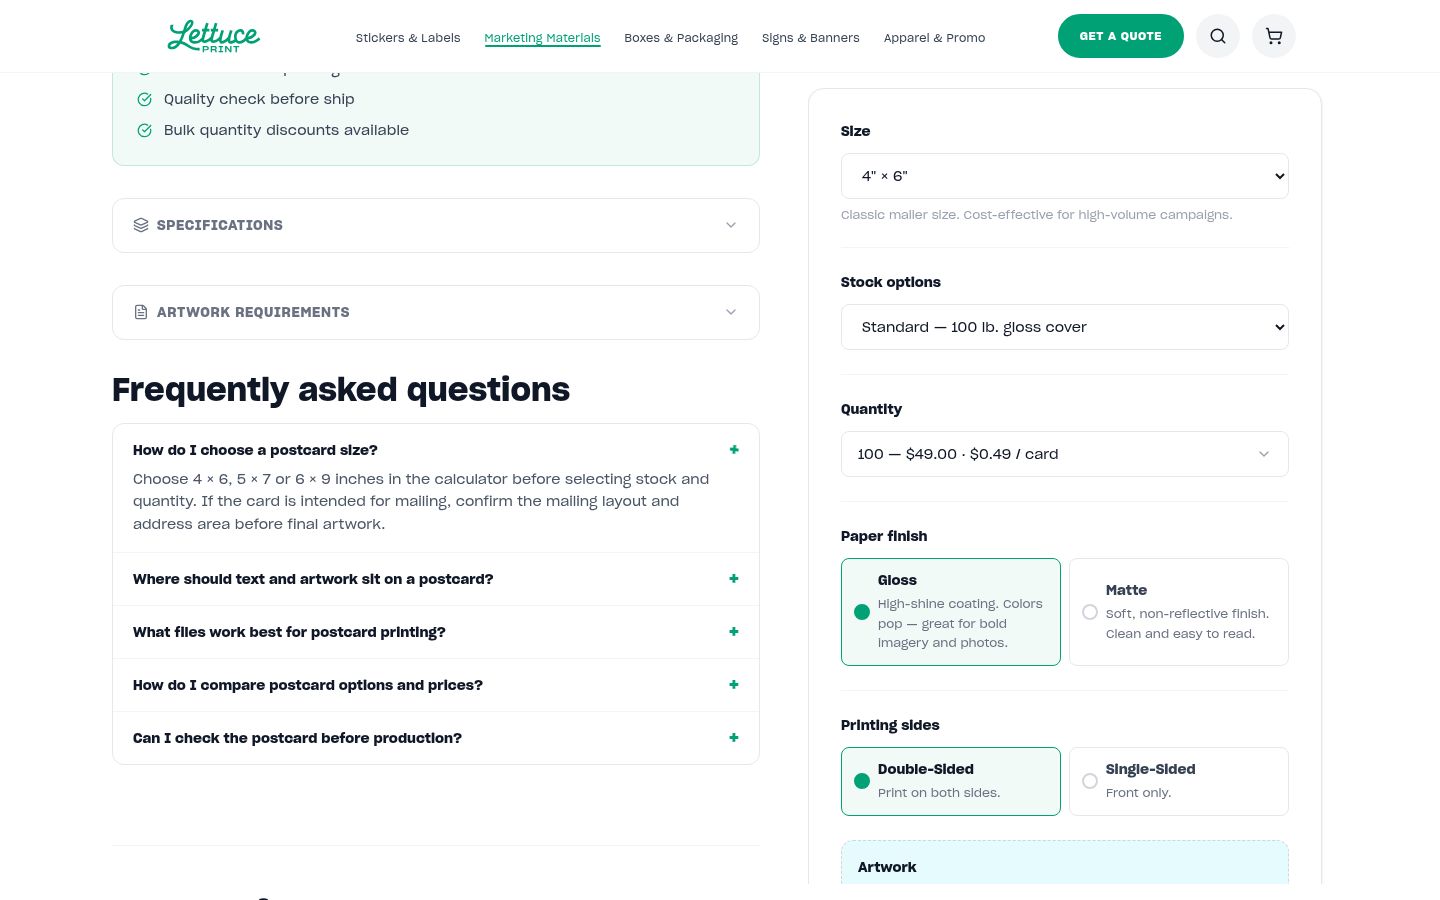 Lettuce
PRINT
Stickers & Labels
Marketing Materials
Boxes & Packaging
Signs & Banners
Apparel & Promo
GET A QUOTE
Quality check before ship
Bulk quantity discounts available
SPECIFICATIONS
ARTWORK REQUIREMENTS
Frequently asked questions
How do I choose a postcard size?
Choose 4 × 6, 5 × 7 or 6 × 9 inches in the calculator before selecting stock and
quantity. If the card is intended for mailing, confirm the mailing layout and
address area before final artwork.
Where should text and artwork sit on a postcard?
What files work best for postcard printing?
How do I compare postcard options and prices?
Can I check the postcard before production?
Size
4" × 6"
Classic mailer size. Cost-effective for high-volume campaigns.
Stock options
Standard — 100 lb. gloss cover
Quantity
100 — $49.00 · $0.49 / card
Paper finish
Gloss
High-shine coating. Colors
pop — great for bold
imagery and photos.
Matte
Soft, non-reflective finish.
Clean and easy to read.
Printing sides
Double-Sided
Print on both sides.
Single-Sided
Front only.
Artwork